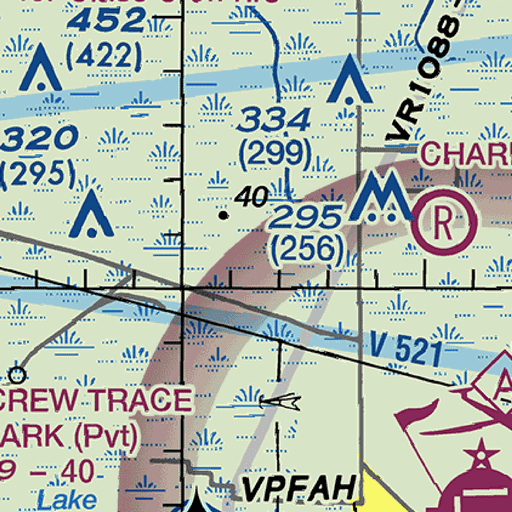 452
(422)
VR1088
334
(299)
320
(295)
CHAR
40
295
(256)
R
V 521
CREW TRACE
ARK (Pvt)
9 - 40
Lake
VPFAH
A